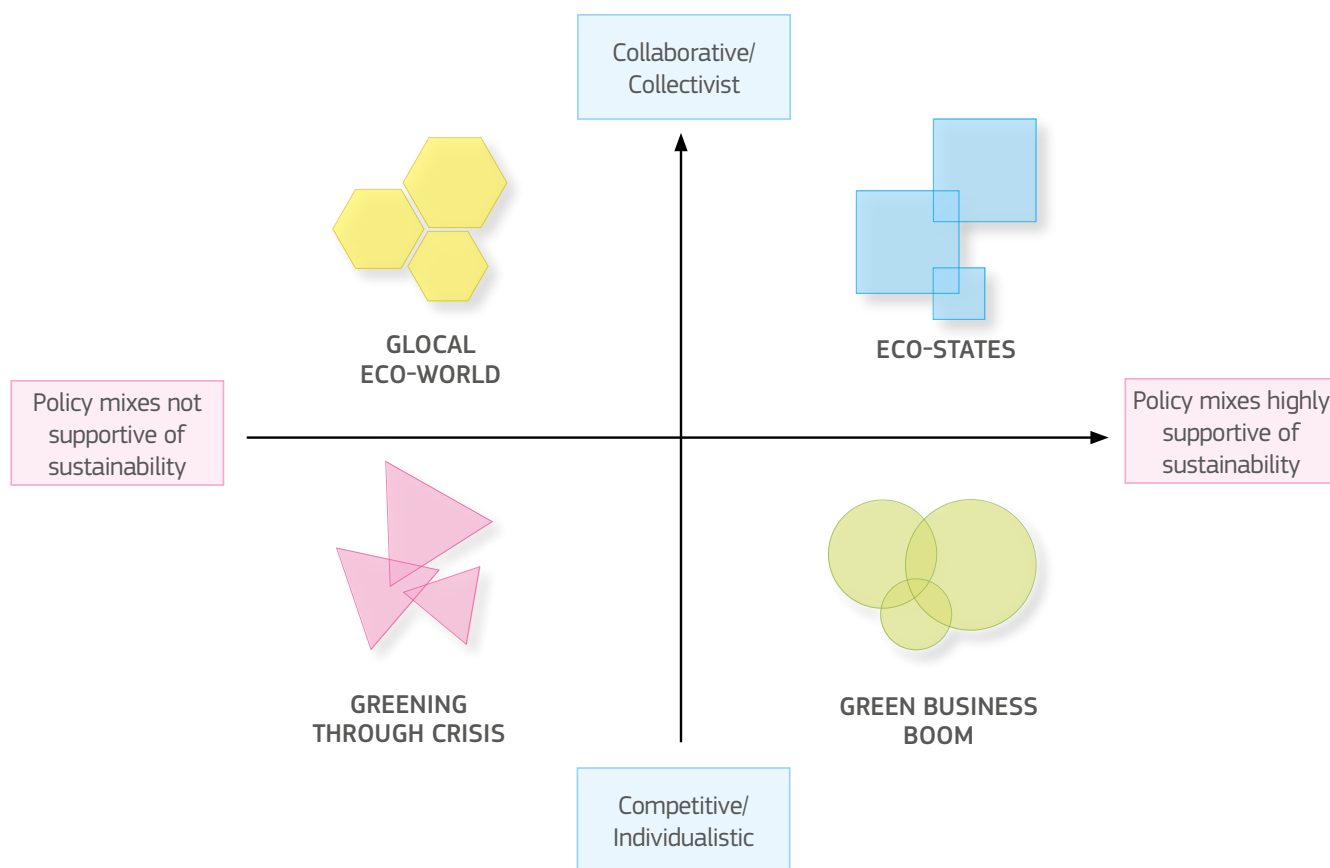 Collaborative/
Collectivist
GLOCAL
ECO-WORLD
ECO-STATES
Policy mixes not
supportive of
sustainability
Policy mixes highly
supportive of
sustainability
GREENING
THROUGH CRISIS
GREEN BUSINESS
BOOM
Competitive/
Individualistic